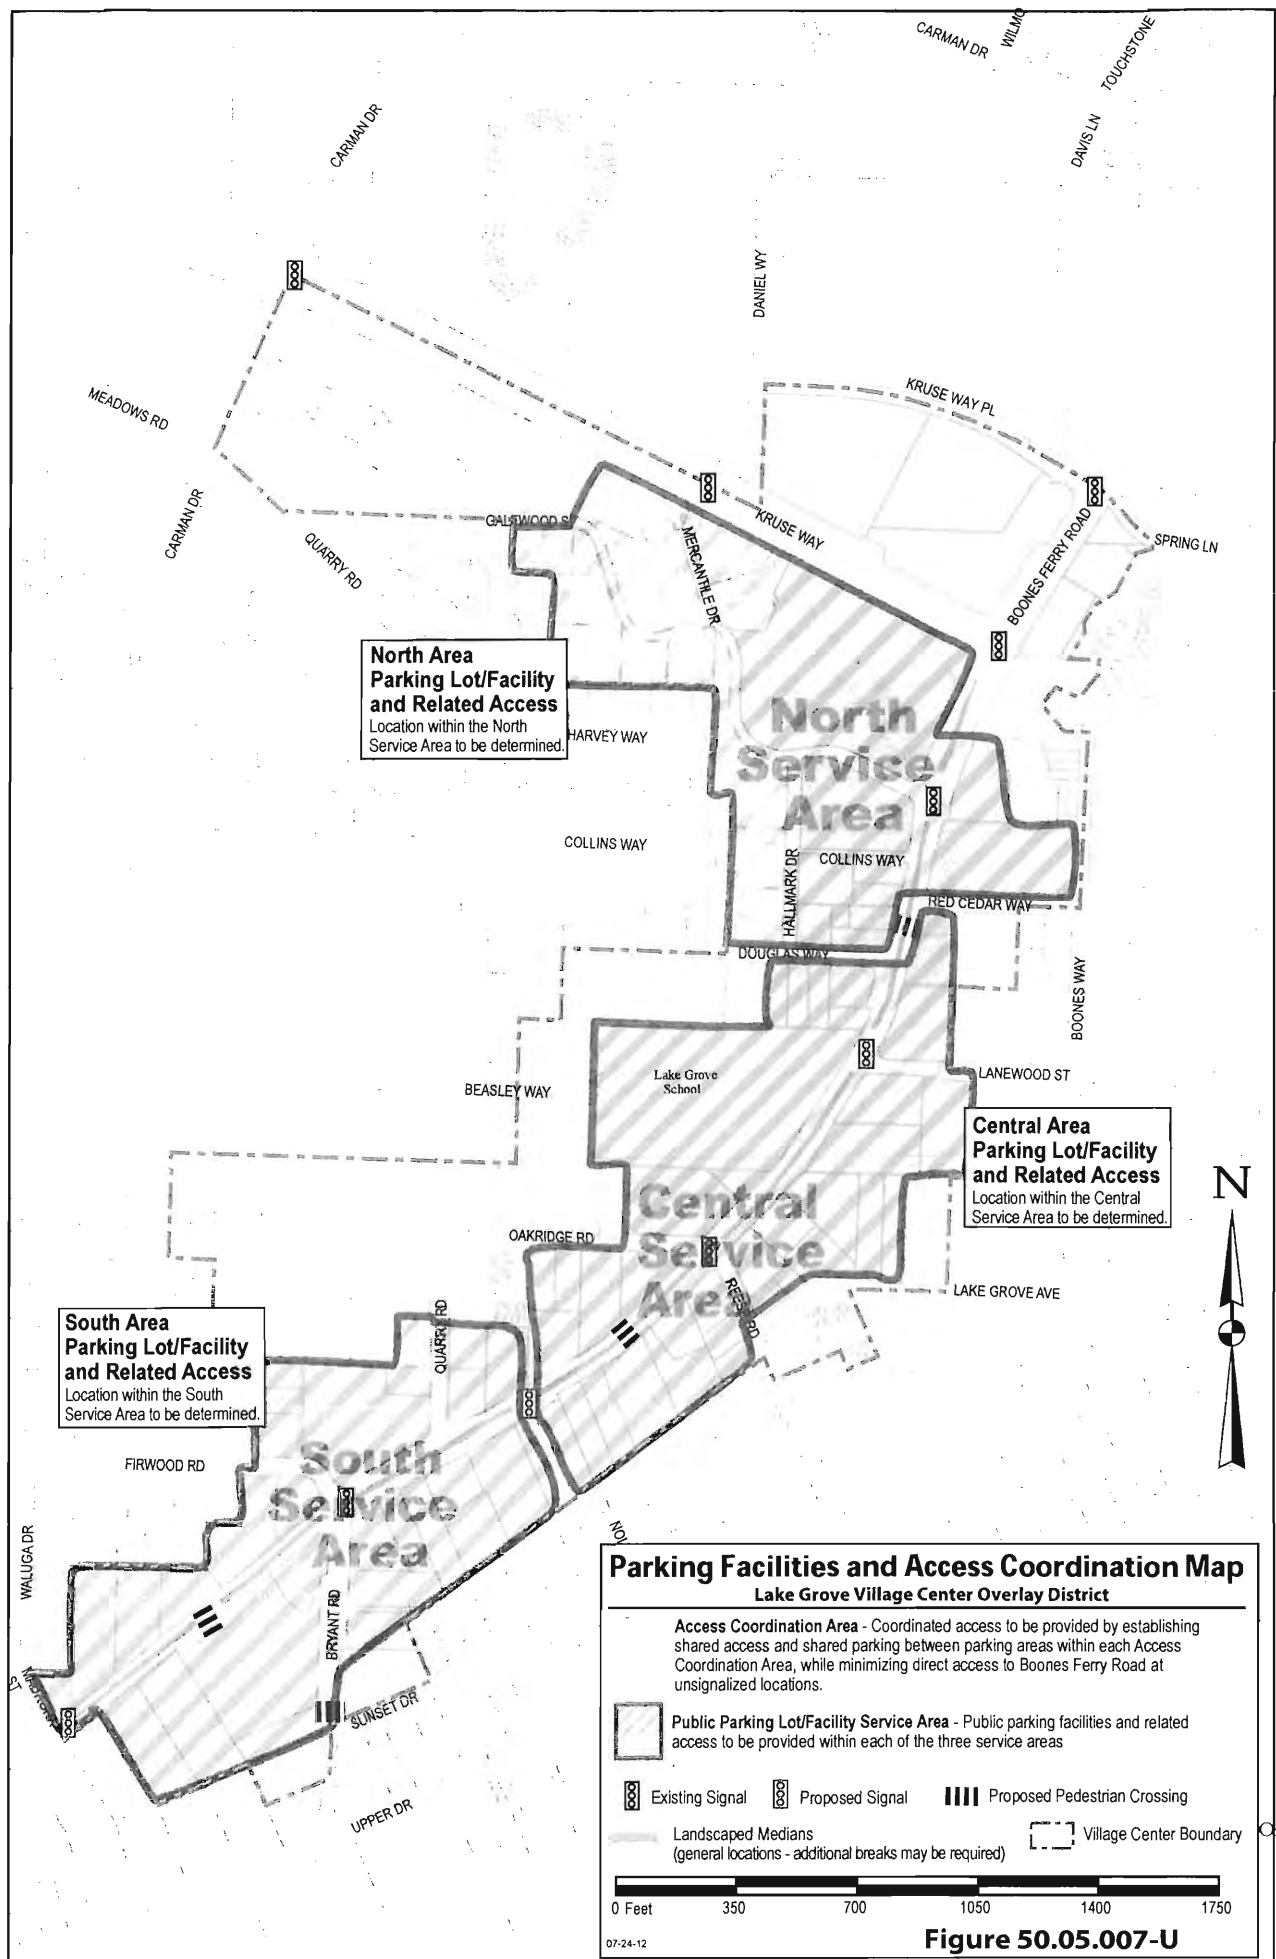 CARMAN DR
WILMO
TOUCHSTONE
CARMAN DR
DAVIS LN
DANIEL WY
KRUSE WAY PL
MEADOWS RD
CARMAN DR
QUARRY RD
KRUSE WAY
MERCANTILE DR
BOONES FERRY ROAD
SPRING LN
North Area
Parking Lot/Facility
and Related Access
Location within the North
Service Area to be determined.
HARVEY WAY
North
Service
Area
COLLINS WAY
COLLINS WAY
HALLMARK DR
RED CEDAR WAY
DOUGLAS WAY
BOONES WAY
Lake Grove
School
LANEWOOD ST
BEASLEY WAY
Central Area
Parking Lot/Facility
and Related Access
Location within the Central
Service Area to be determined.
N
Central
Service
Area
OAKRIDGE RD
REESE RD
LAKE GROVE AVE
South Area
Parking Lot/Facility
and Related Access
Location within the South
Service Area to be determined.
QUARRY RD
FIRWOOD RD
South
Service
Area
WALUGA DR
BRYANT RD
SUNSET DR
UPPER DR
ST
Parking Facilities and Access Coordination Map
Lake Grove Village Center Overlay District
Access Coordination Area - Coordinated access to be provided by establishing
shared access and shared parking between parking areas within each Access
Coordination Area, while minimizing direct access to Boones Ferry Road at
unsignalized locations.
Public Parking Lot/Facility Service Area - Public parking facilities and related
access to be provided within each of the three service areas
Existing Signal
Proposed Signal
Proposed Pedestrian Crossing
Landscaped Medians
(general locations - additional breaks may be required)
Village Center Boundary
0 Feet 350 700 1050 1400 1750
07-24-12
Figure 50.05.007-U